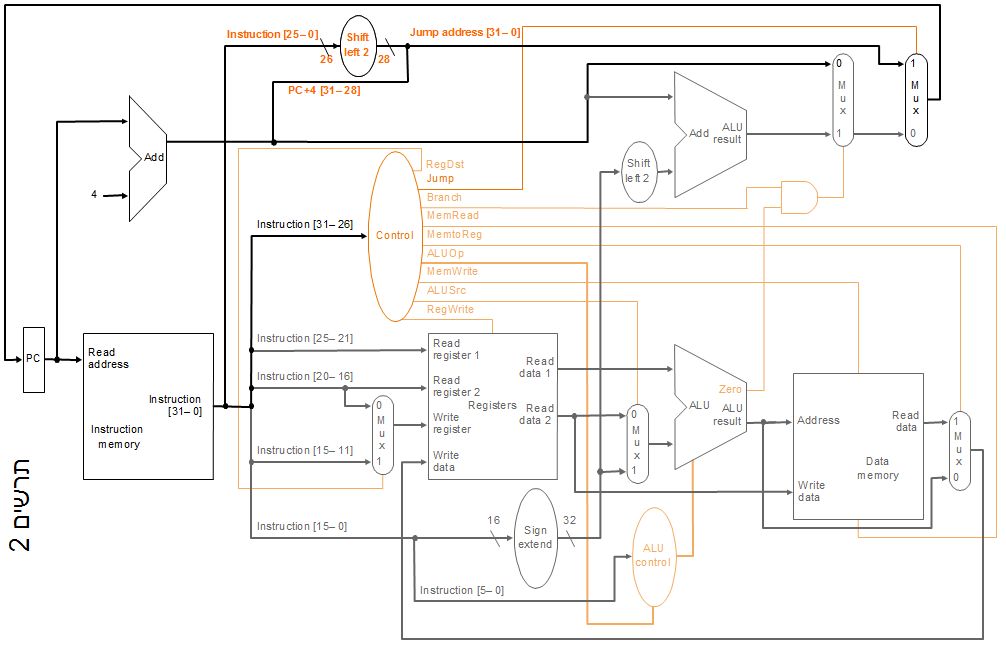 Instruction [25–0]
26
Shift
left 2
28
Jump address [31–0]
PC+4 [31–28]
0
M
u
x
1
1
M
u
x
0
Add
ALU
result
Add
4
Shift
left 2
RegDst
Jump
Branch
MemRead
MemtoReg
ALUOp
MemWrite
ALUSrc
RegWrite
Instruction [31–26]
Control
PC
Read
address
Instruction
[31–0]
Instruction
memory
Instruction [25–21]
Instruction [20–16]
Instruction [15–11]
0
M
u
x
1
Read
register 1
Read
register 2
Write
register
Write
data
Registers
Read
data 1
Read
data 2
0
M
u
x
1
Zero
ALU
ALU
result
Address
Read
data
Data
memory
Write
data
1
M
u
x
0
Instruction [15–0]
16
Sign
extend
32
ALU
control
Instruction [5–0]
תרשים 2